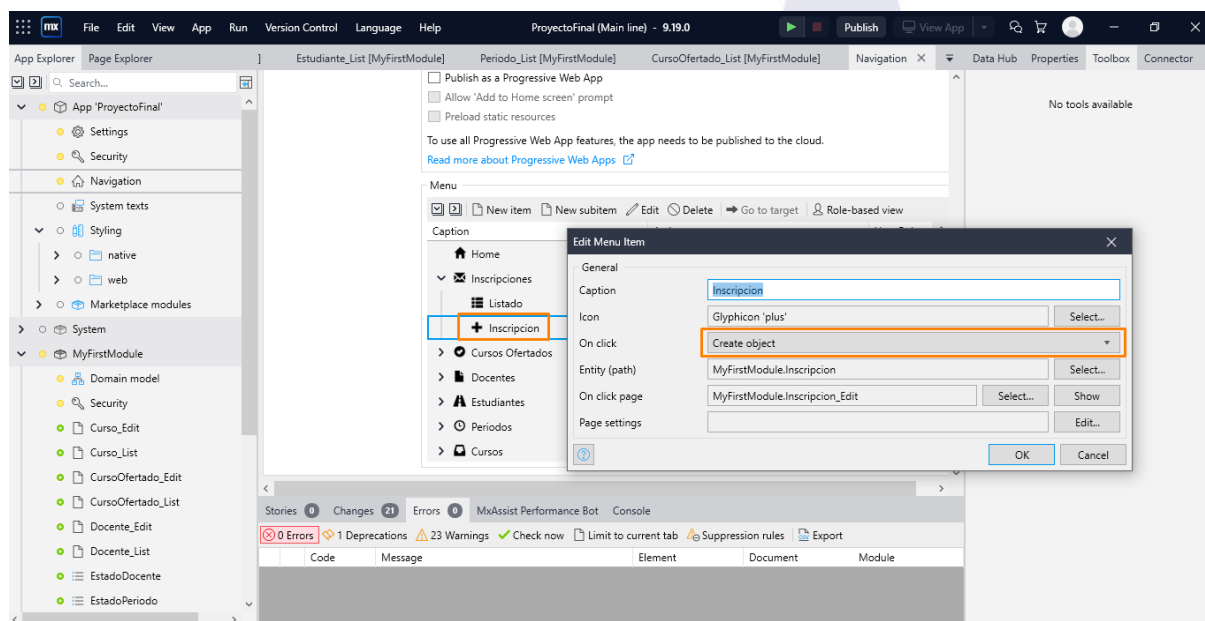 mx File Edit View App Run Version Control Language Help ProyectoFinal (Main line) - 9.19.0 Publish View App
App Explorer Page Explorer ] Estudiante_List [MyFirstModule] Periodo_List [MyFirstModule] CursoOfertado_List [MyFirstModule] Navigation Data Hub Properties Toolbox Connector
Search...
App 'ProyectoFinal'
Settings
Security
Navigation
System texts
Styling
native
web
Marketplace modules
System
MyFirstModule
Domain model
Security
Curso_Edit
Curso_List
CursoOfertado_Edit
CursoOfertado_List
Docente_Edit
Docente_List
EstadoDocente
EstadoPeriodo
Publish as a Progressive Web App
Allow 'Add to Home screen' prompt
Preload static resources
To use all Progressive Web App features, the app needs to be published to the cloud.
Read more about Progressive Web Apps
Menu
New item New subitem Edit Delete Go to target Role-based view
Caption
Home
Inscripciones
Listado
Inscripcion
Cursos Ofertados
Docentes
Estudiantes
Periodos
Cursos
Edit Menu Item
General
Caption Inscripcion
Icon Glyphicon 'plus' Select...
On click Create object
Entity (path) MyFirstModule.Inscripcion Select...
On click page MyFirstModule.Inscripcion_Edit Select... Show
Page settings Edit...
OK Cancel
No tools available
Stories 0 Changes 21 Errors 0 MxAssist Performance Bot Console
0 Errors 1 Deprecations 23 Warnings Check now Limit to current tab Suppression rules Export
Code Message Element Document Module